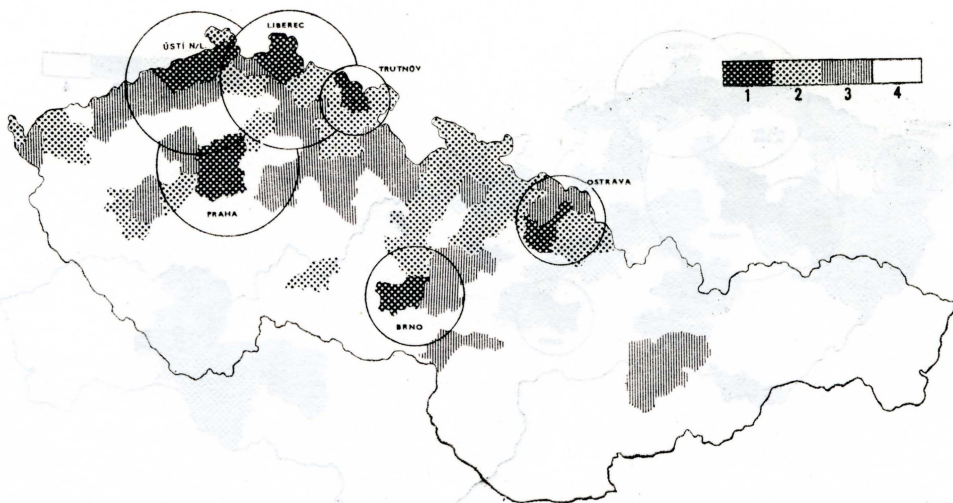 LIBEREC
ÚSTÍ N/L.
TRUTNOV
1 2 3 4
OSTRAVA
PRAHA
BRNO